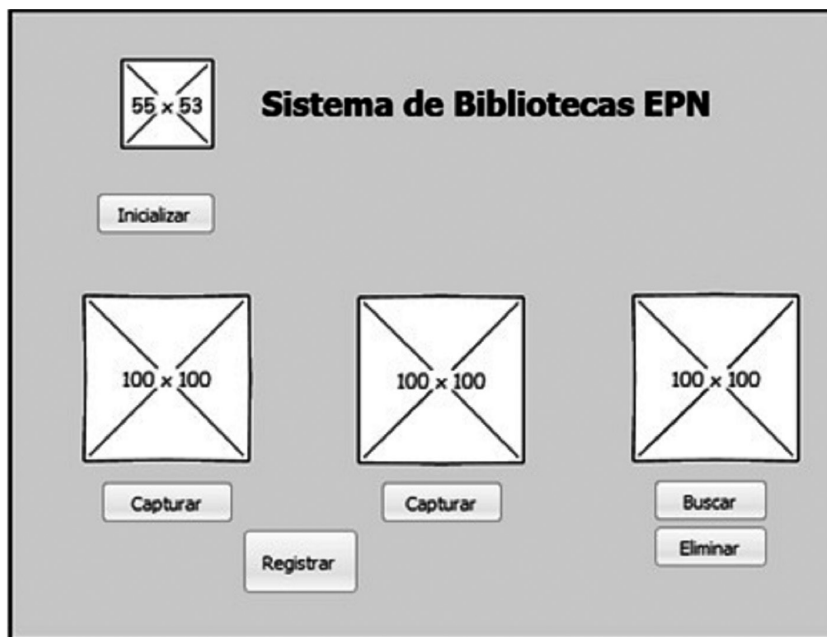 55 x 53
Sistema de Bibliotecas EPN
Inicializar
100 x 100
100 x 100
100 x 100
Capturar
Capturar
Buscar
Eliminar
Registrar